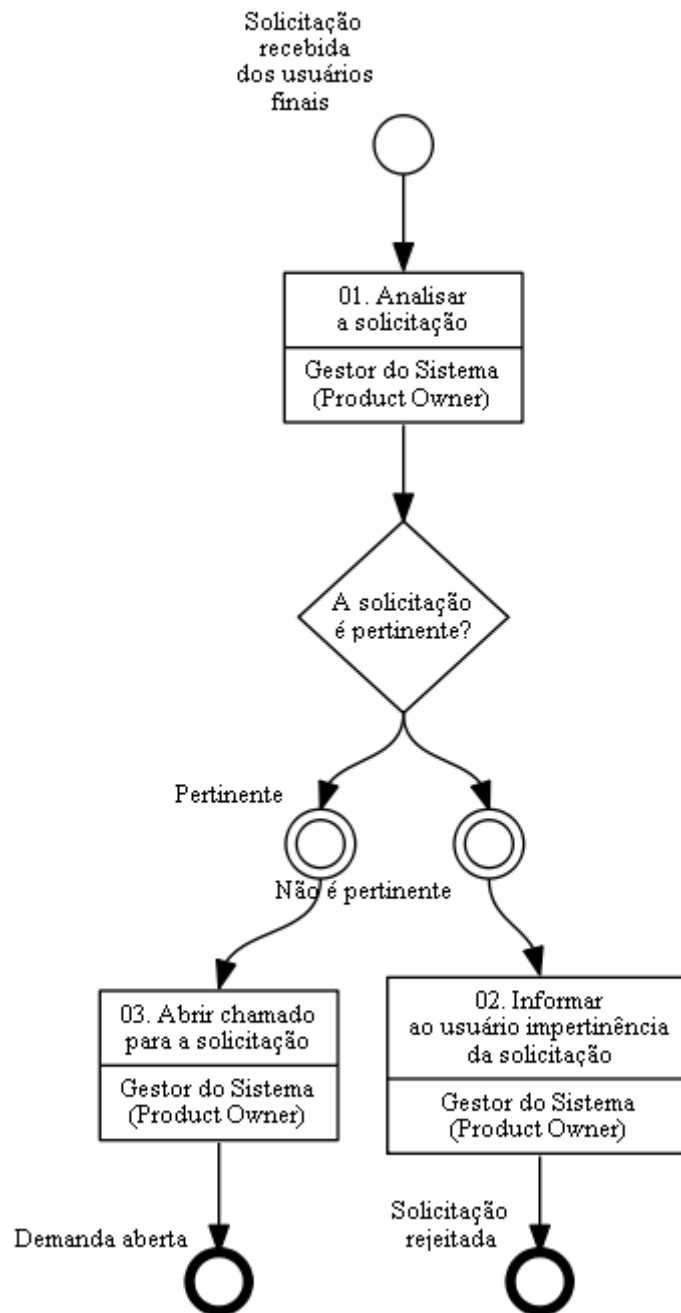 Solicitação
recebida
dos usuários
finais
01. Analisar
a solicitação
Gestor do Sistema
(Product Owner)
A solicitação
é pertinente?
Pertinente
Não é pertinente
03. Abrir chamado
para a solicitação
Gestor do Sistema
(Product Owner)
02. Informar
ao usuário impertinência
da solicitação
Gestor do Sistema
(Product Owner)
Demanda aberta
Solicitação
rejeitada